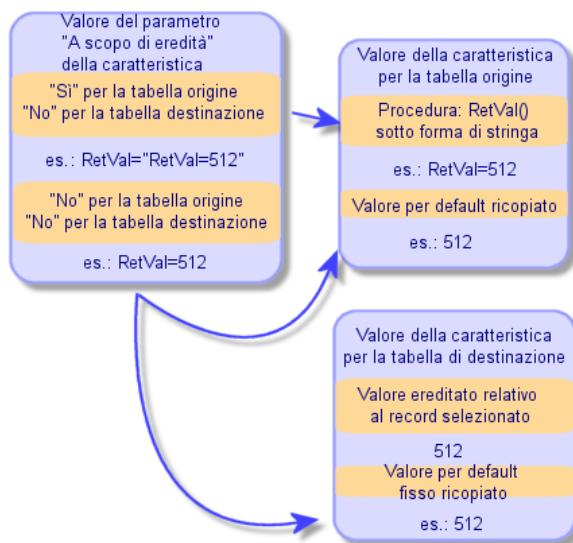 Valore del parametro
"A scopo di eredità"
della caratteristica
"Sì" per la tabella origine
"No" per la tabella destinazione
es.: RetVal="RetVal=512"
"No" per la tabella origine
"No" per la tabella destinazione
es.: RetVal=512
Valore della caratteristica
per la tabella origine
Procedura: RetVal()
sotto forma di stringa
es.: RetVal=512
Valore per default ricopiato
es.: 512
Valore della caratteristica
per la tabella di destinazione
Valore ereditato relativo
al record selezionato
512
Valore per default
fisso ricopiato
es.: 512